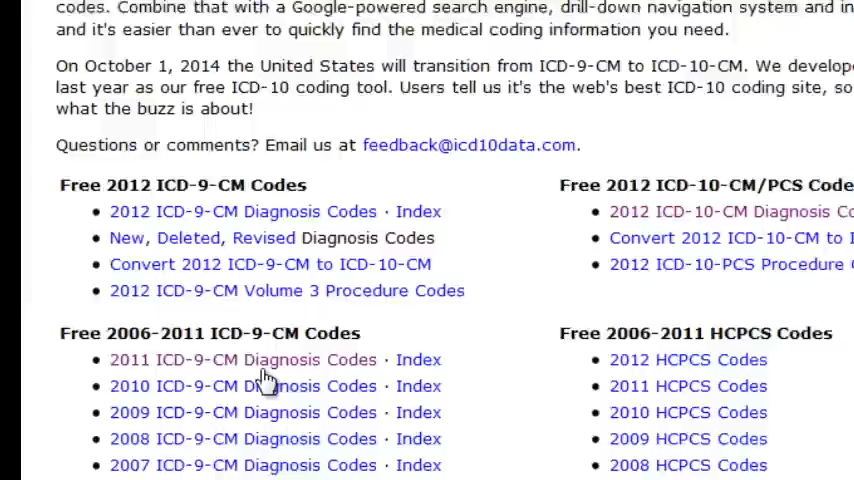 codes. Combine that with a Google-powered search engine, drill-down navigation system and in
and it's easier than ever to quickly find the medical coding information you need.
On October 1, 2014 the United States will transition from ICD-9-CM to ICD-10-CM. We develop
last year as our free ICD-10 coding tool. Users tell us it's the web's best ICD-10 coding site, so
what the buzz is about!
Questions or comments? Email us at feedback@icd10data.com.
Free 2012 ICD-9-CM Codes
• 2012 ICD-9-CM Diagnosis Codes · Index
• New, Deleted, Revised Diagnosis Codes
• Convert 2012 ICD-9-CM to ICD-10-CM
• 2012 ICD-9-CM Volume 3 Procedure Codes
Free 2006-2011 ICD-9-CM Codes
• 2011 ICD-9-CM Diagnosis Codes · Index
• 2010 ICD-9-CM Diagnosis Codes · Index
• 2009 ICD-9-CM Diagnosis Codes · Index
• 2008 ICD-9-CM Diagnosis Codes · Index
• 2007 ICD-9-CM Diagnosis Codes · Index
Free 2012 ICD-10-CM/PCS Code
• 2012 ICD-10-CM Diagnosis Co
• Convert 2012 ICD-10-CM to I
• 2012 ICD-10-PCS Procedure
Free 2006-2011 HCPCS Codes
• 2012 HCPCS Codes
• 2011 HCPCS Codes
• 2010 HCPCS Codes
• 2009 HCPCS Codes
• 2008 HCPCS Codes